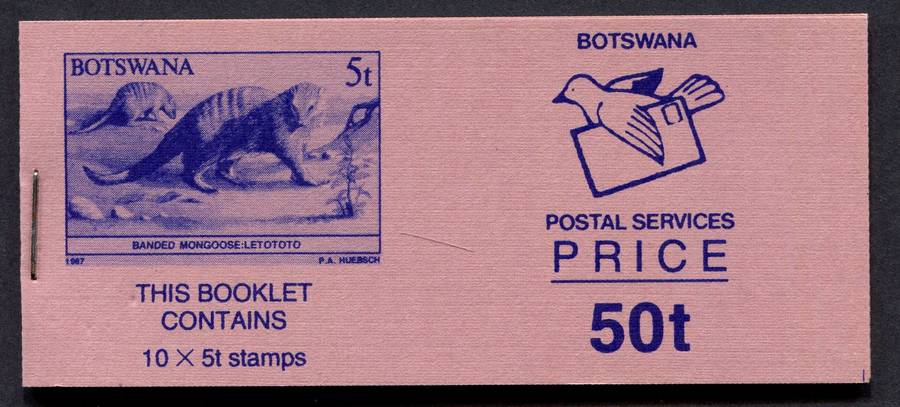 BOTSWANA 5t
BANDED MONGOOSE:LETOTOTO
1987 P.A. HUEBSCH
THIS BOOKLET
CONTAINS
10 × 5t stamps
BOTSWANA
POSTAL SERVICES
PRICE
50t